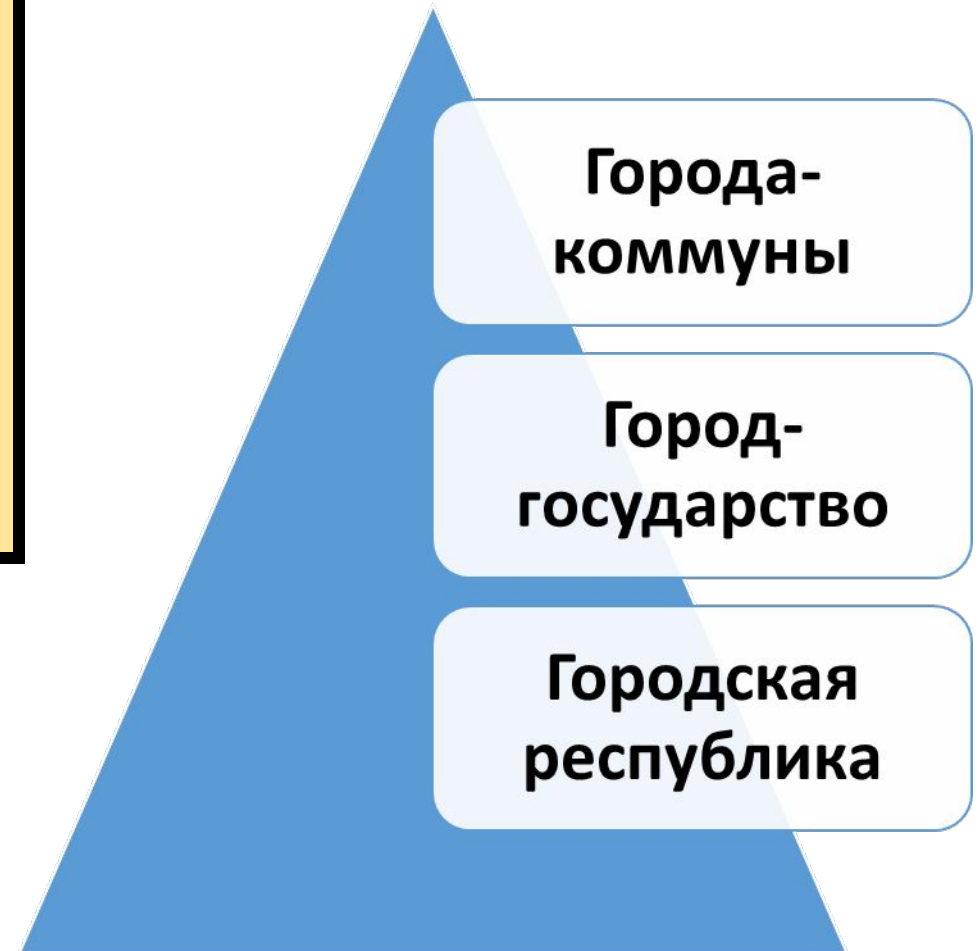 Города-
коммуны
Город-
государство
Городская
республика